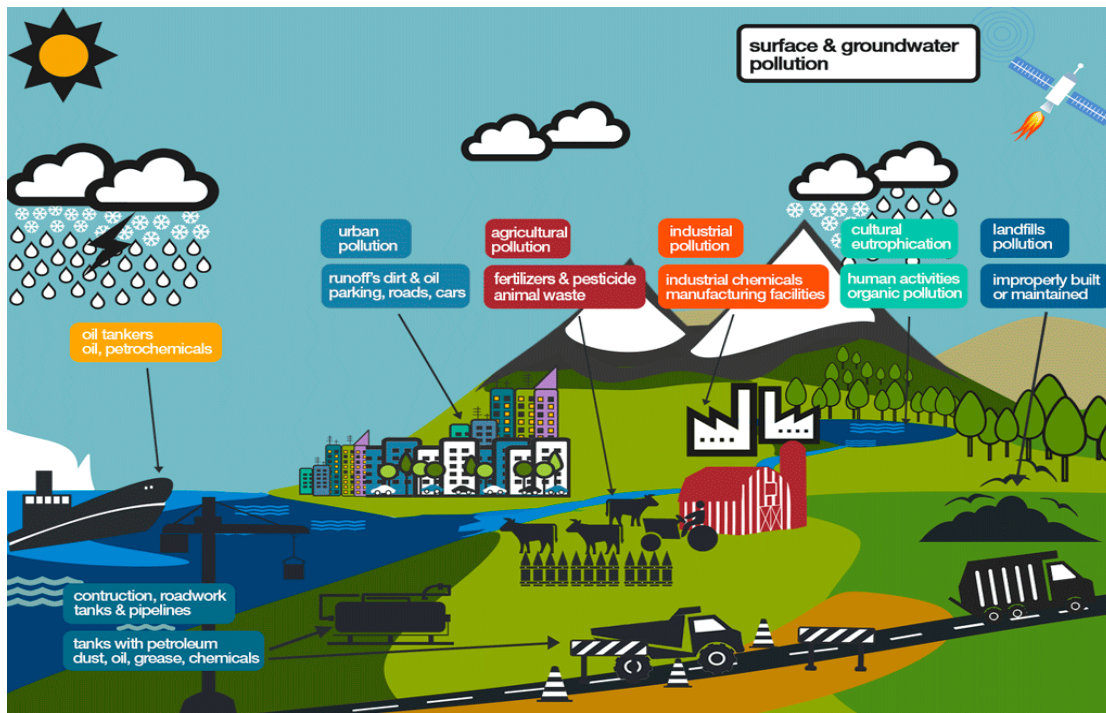 surface & groundwater
pollution
urban
pollution
runoff's dirt & oil
parking, roads, cars
agricultural
pollution
fertilizers & pesticide
animal waste
industrial
pollution
industrial chemicals
manufacturing facilities
cultural
eutrophication
human activities
organic pollution
landfills
pollution
improperly built
or maintained
oil tankers
oil, petrochemicals
contruction, roadwork
tanks & pipelines
tanks with petroleum
dust, oil, grease, chemicals